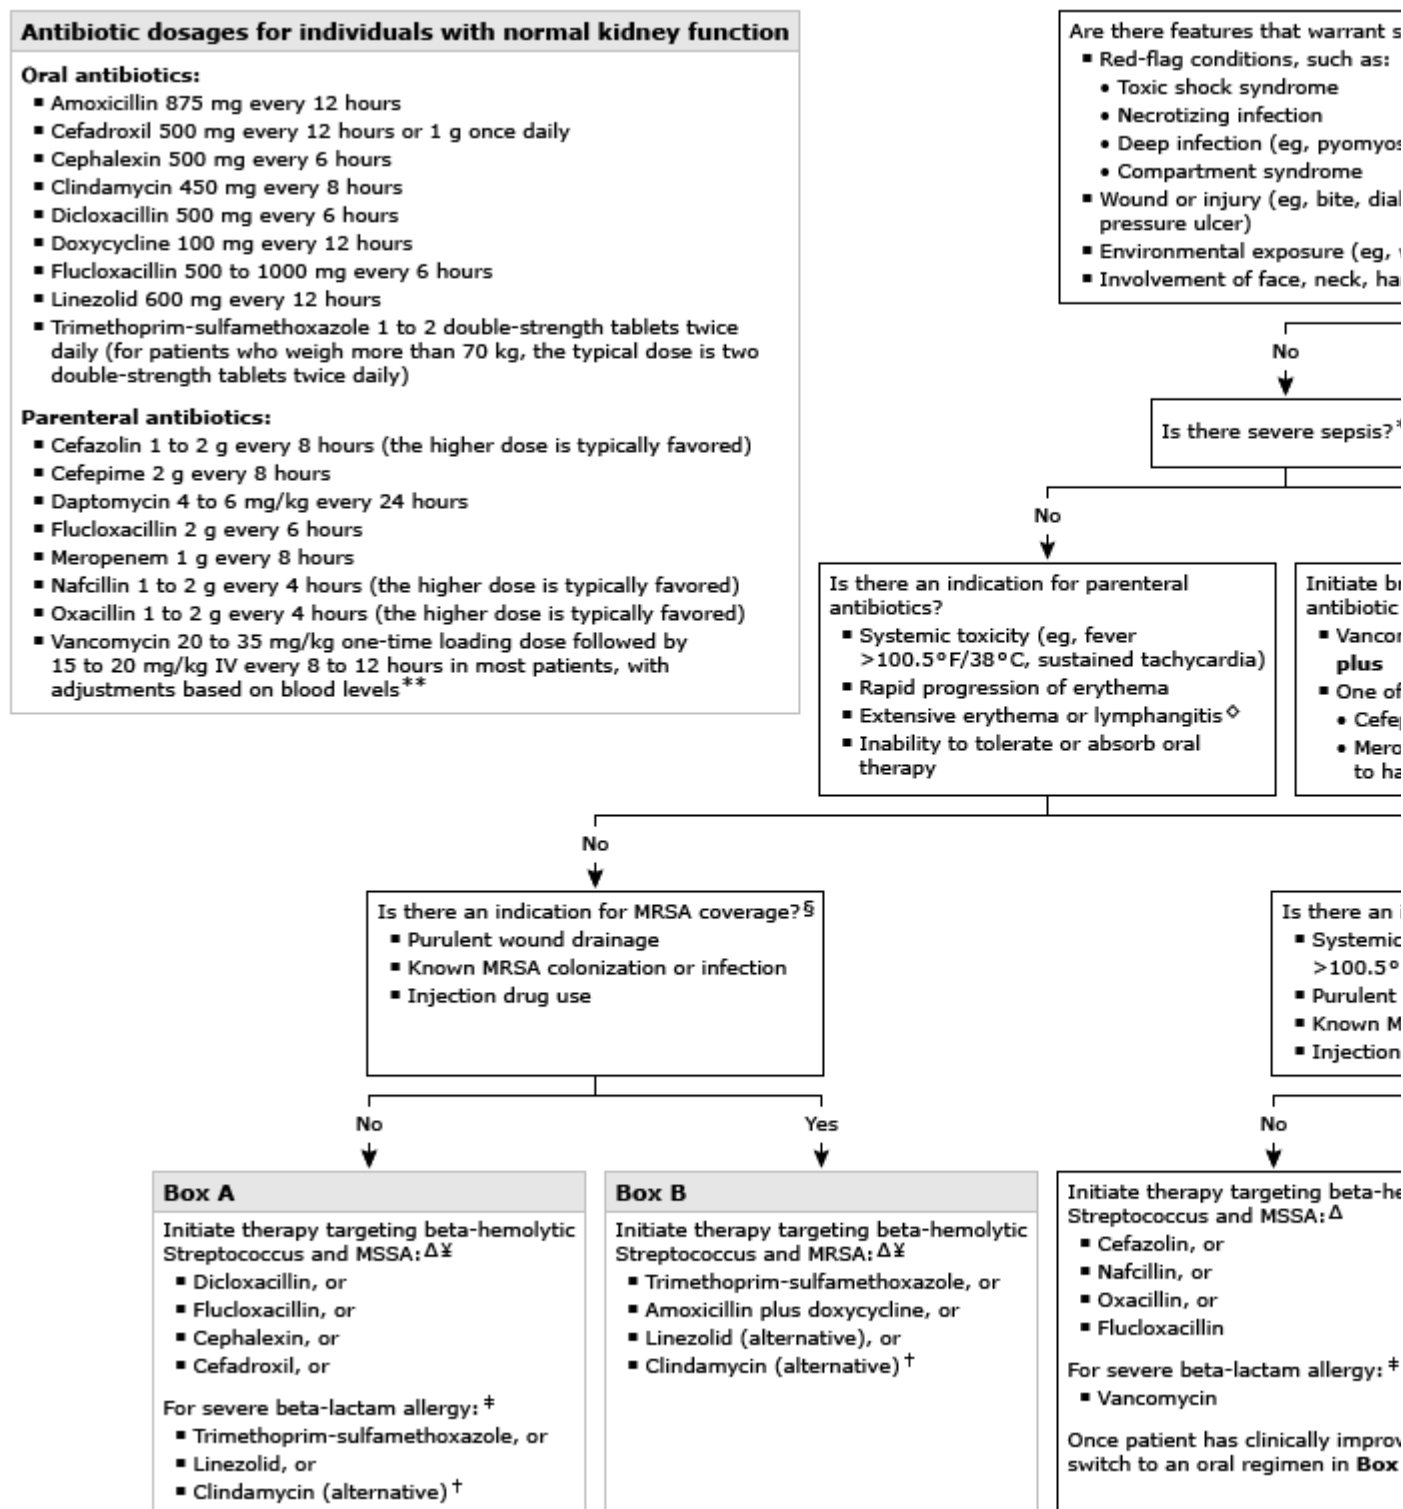 Antibiotic dosages for individuals with normal kidney function
Oral antibiotics:
▪ Amoxicillin 875 mg every 12 hours
▪ Cefadroxil 500 mg every 12 hours or 1 g once daily
▪ Cephalexin 500 mg every 6 hours
▪ Clindamycin 450 mg every 8 hours
▪ Dicloxacillin 500 mg every 6 hours
▪ Doxycycline 100 mg every 12 hours
▪ Flucloxacillin 500 to 1000 mg every 6 hours
▪ Linezolid 600 mg every 12 hours
▪ Trimethoprim-sulfamethoxazole 1 to 2 double-strength tablets twice
daily (for patients who weigh more than 70 kg, the typical dose is two
double-strength tablets twice daily)
Parenteral antibiotics:
▪ Cefazolin 1 to 2 g every 8 hours (the higher dose is typically favored)
▪ Cefepime 2 g every 8 hours
▪ Daptomycin 4 to 6 mg/kg every 24 hours
▪ Flucloxacillin 2 g every 6 hours
▪ Meropenem 1 g every 8 hours
▪ Nafcillin 1 to 2 g every 4 hours (the higher dose is typically favored)
▪ Oxacillin 1 to 2 g every 4 hours (the higher dose is typically favored)
▪ Vancomycin 20 to 35 mg/kg one-time loading dose followed by
15 to 20 mg/kg IV every 8 to 12 hours in most patients, with
adjustments based on blood levels**
Are there features that warrant s
▪ Red-flag conditions, such as:
• Toxic shock syndrome
• Necrotizing infection
• Deep infection (eg, pyomyos
• Compartment syndrome
▪ Wound or injury (eg, bite, dial
pressure ulcer)
▪ Environmental exposure (eg,
▪ Involvement of face, neck, ha
No
Is there severe sepsis?*
No
Is there an indication for parenteral
antibiotics?
▪ Systemic toxicity (eg, fever
>100.5°F/38°C, sustained tachycardia)
▪ Rapid progression of erythema
▪ Extensive erythema or lymphangitis◇
▪ Inability to tolerate or absorb oral
therapy
Initiate br
antibiotic
▪ Vancom
plus
▪ One of
• Cefep
• Mero
to ha
No
Is there an indication for MRSA coverage?§
▪ Purulent wound drainage
▪ Known MRSA colonization or infection
▪ Injection drug use
Is there an i
▪ Systemic
>100.5°
▪ Purulent
▪ Known M
▪ Injection
No
Yes
No
Box A
Initiate therapy targeting beta-hemolytic
Streptococcus and MSSA:Δ¥
▪ Dicloxacillin, or
▪ Flucloxacillin, or
▪ Cephalexin, or
▪ Cefadroxil, or
For severe beta-lactam allergy:‡
▪ Trimethoprim-sulfamethoxazole, or
▪ Linezolid, or
▪ Clindamycin (alternative)†
Box B
Initiate therapy targeting beta-hemolytic
Streptococcus and MRSA:Δ¥
▪ Trimethoprim-sulfamethoxazole, or
▪ Amoxicillin plus doxycycline, or
▪ Linezolid (alternative), or
▪ Clindamycin (alternative)†
Initiate therapy targeting beta-he
Streptococcus and MSSA:Δ
▪ Cefazolin, or
▪ Nafcillin, or
▪ Oxacillin, or
▪ Flucloxacillin
For severe beta-lactam allergy:‡
▪ Vancomycin
Once patient has clinically improv
switch to an oral regimen in Box